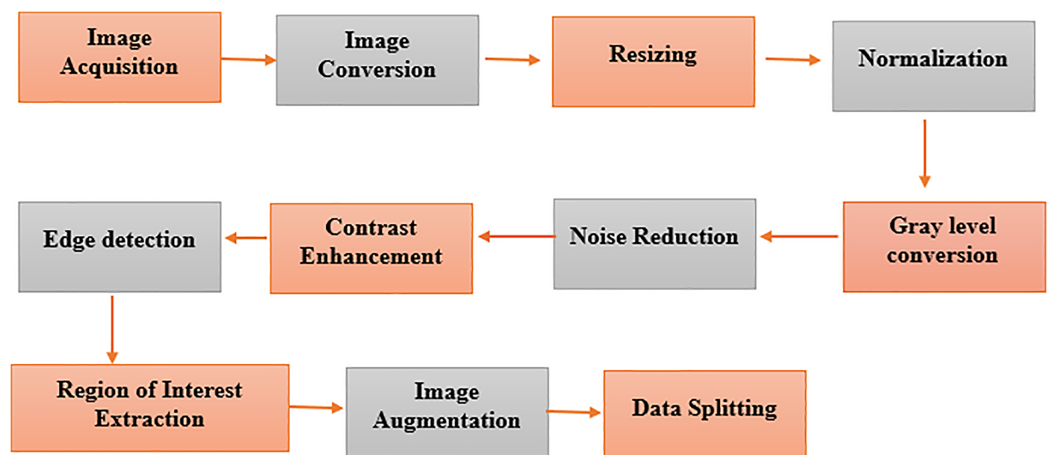 Image
Acquisition
Image
Conversion
Resizing
Normalization
Gray level
conversion
Noise Reduction
Contrast
Enhancement
Edge detection
Region of Interest
Extraction
Image
Augmentation
Data Splitting